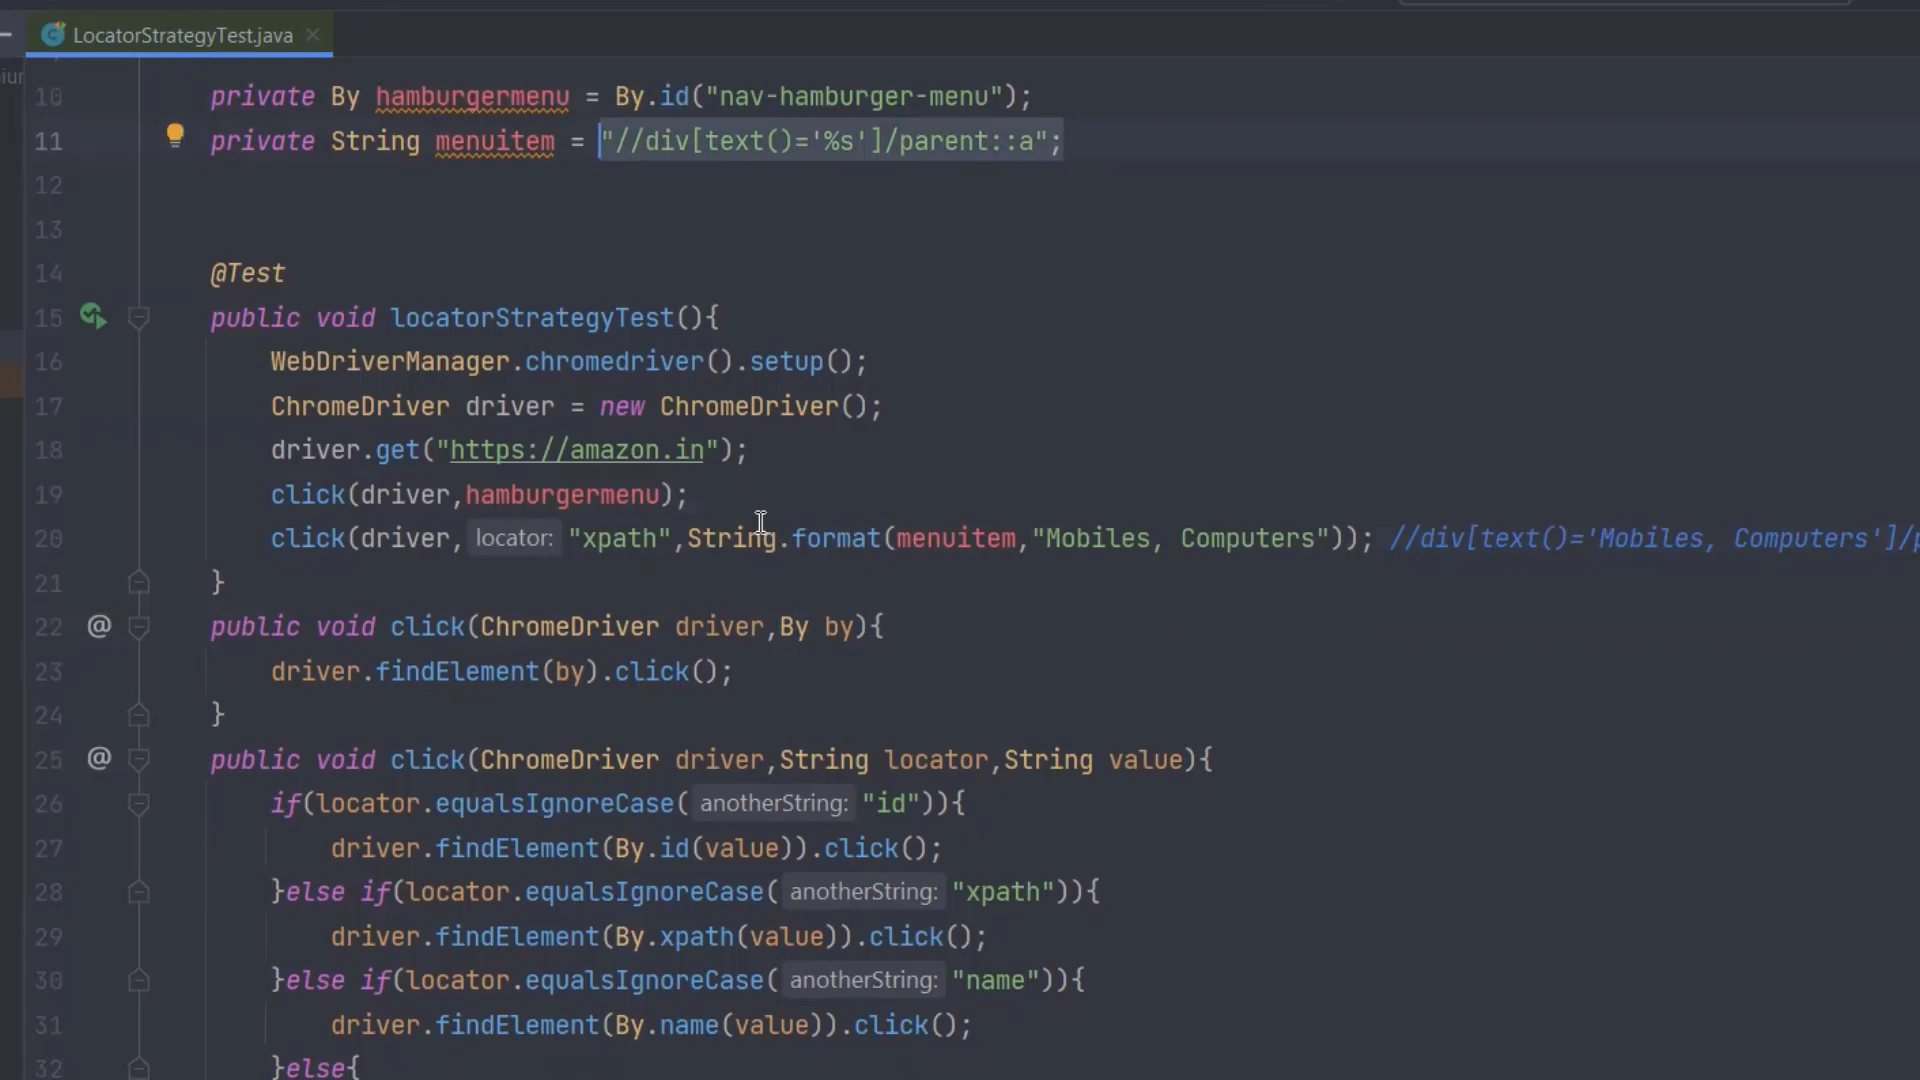 LocatorStrategyTest.java
10 private By hamburgermenu = By.id("nav-hamburger-menu");
11 private String menuitem = "//div[text()='%s']/parent::a";
12
13
14 @Test
15 public void locatorStrategyTest(){
16 WebDriverManager.chromedriver().setup();
17 ChromeDriver driver = new ChromeDriver();
18 driver.get("https://amazon.in");
19 click(driver,hamburgermenu);
20 click(driver, locator: "xpath",String.format(menuitem,"Mobiles, Computers")); //div[text()='Mobiles, Computers']/
21 }
22 @ public void click(ChromeDriver driver,By by){
23 driver.findElement(by).click();
24 }
25 @ public void click(ChromeDriver driver,String locator,String value){
26 if(locator.equalsIgnoreCase( anotherString: "id")){
27 driver.findElement(By.id(value)).click();
28 }else if(locator.equalsIgnoreCase( anotherString: "xpath")){
29 driver.findElement(By.xpath(value)).click();
30 }else if(locator.equalsIgnoreCase( anotherString: "name")){
31 driver.findElement(By.name(value)).click();
32 }else{